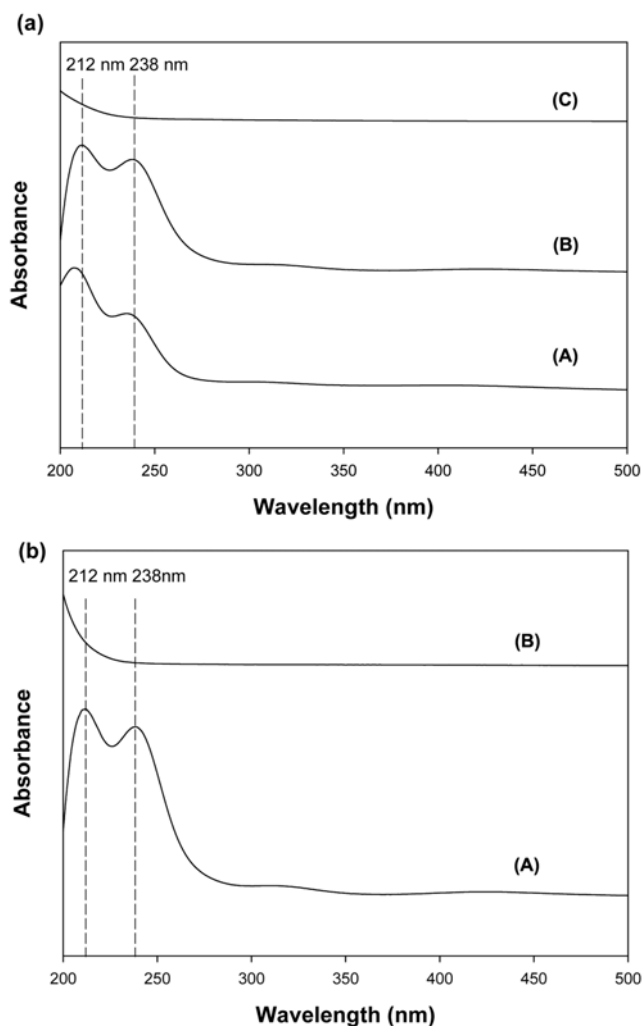 (a)
212 nm 238 nm
(C)
(B)
(A)
Absorbance
200 250 300 350 400 450 500
Wavelength (nm)
(b)
212 nm 238nm
(B)
(A)
Absorbance
200 250 300 350 400 450 500
Wavelength (nm)